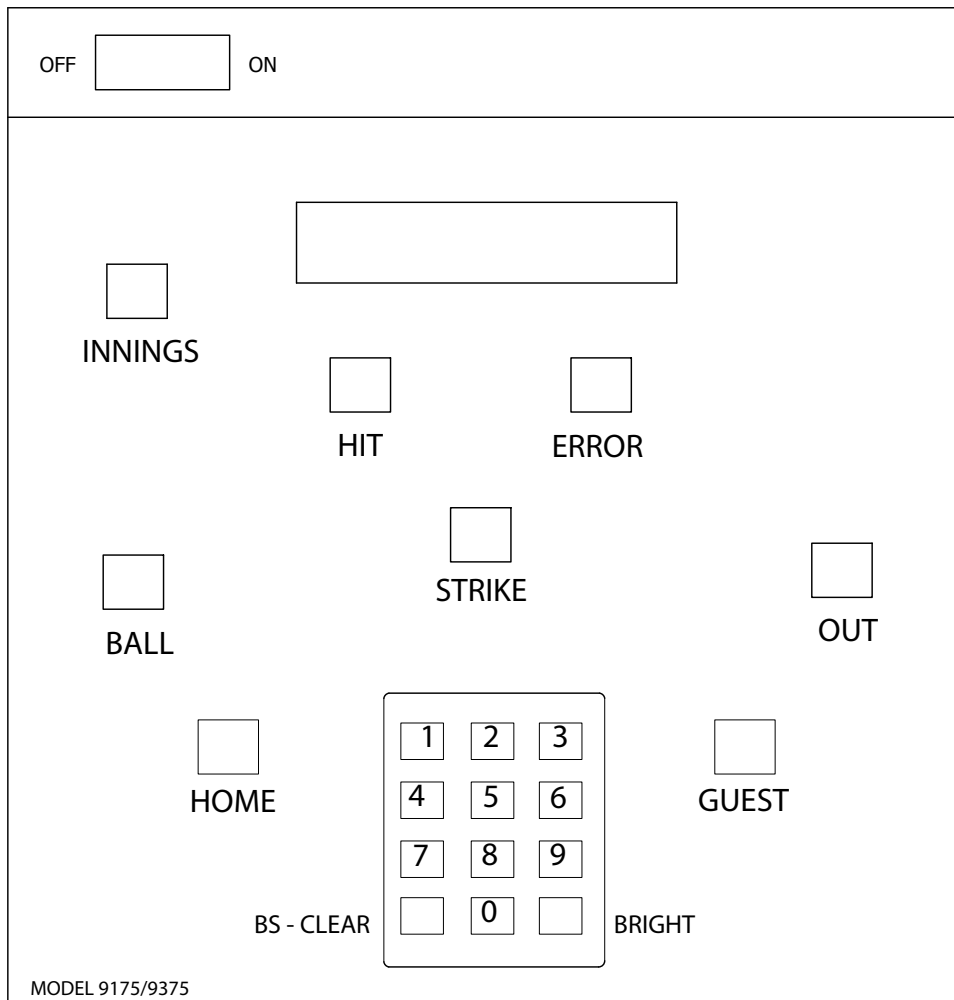 OFF ON
INNINGS
HIT ERROR
STRIKE
BALL OUT
1 2 3
HOME 4 5 6 GUEST
7 8 9
BS - CLEAR 0 BRIGHT
MODEL 9175/9375